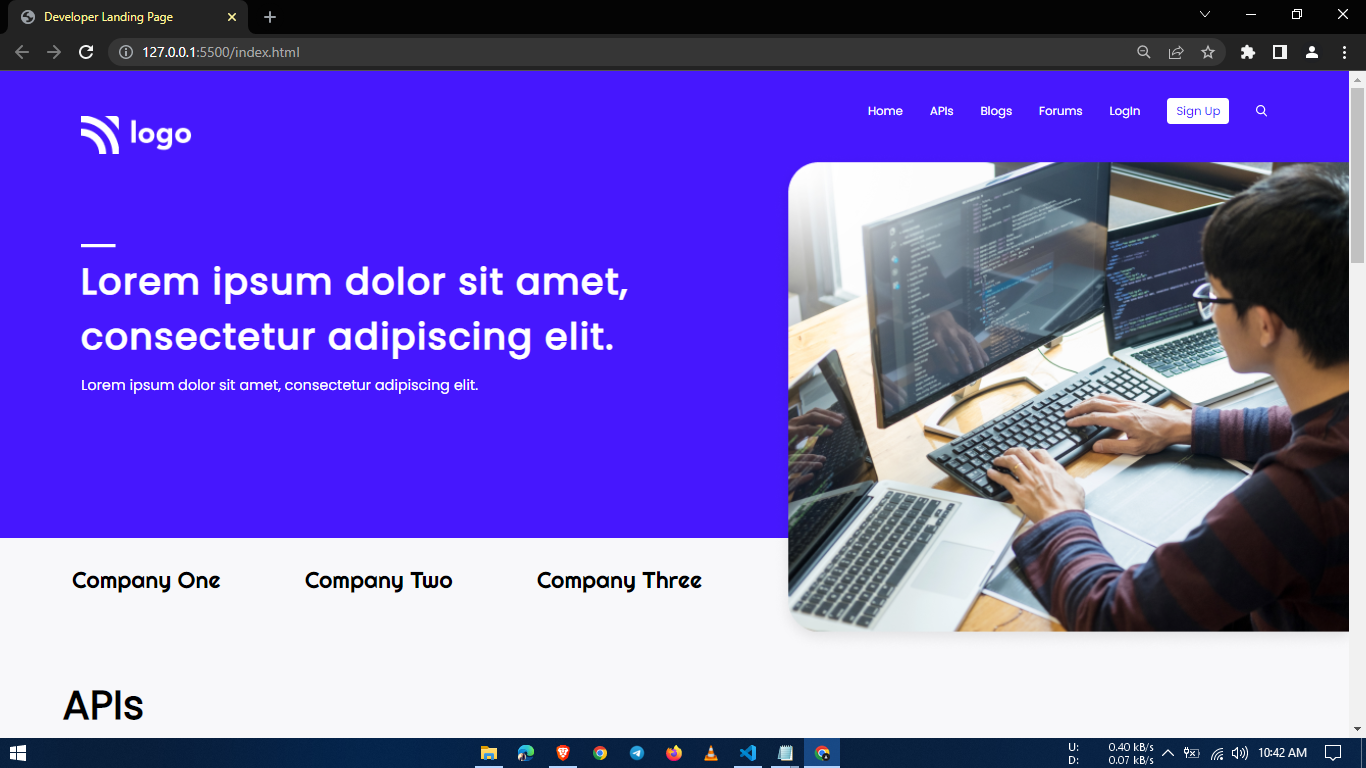 Developer Landing Page
127.0.0.1:5500/index.html
logo
Home APIs Blogs Forums LogIn Sign Up
Lorem ipsum dolor sit amet,
consectetur adipiscing elit.
Lorem ipsum dolor sit amet, consectetur adipiscing elit.
Company One Company Two Company Three
APIs
U: 0.40 kB/s
D: 0.07 kB/s
10:42 AM